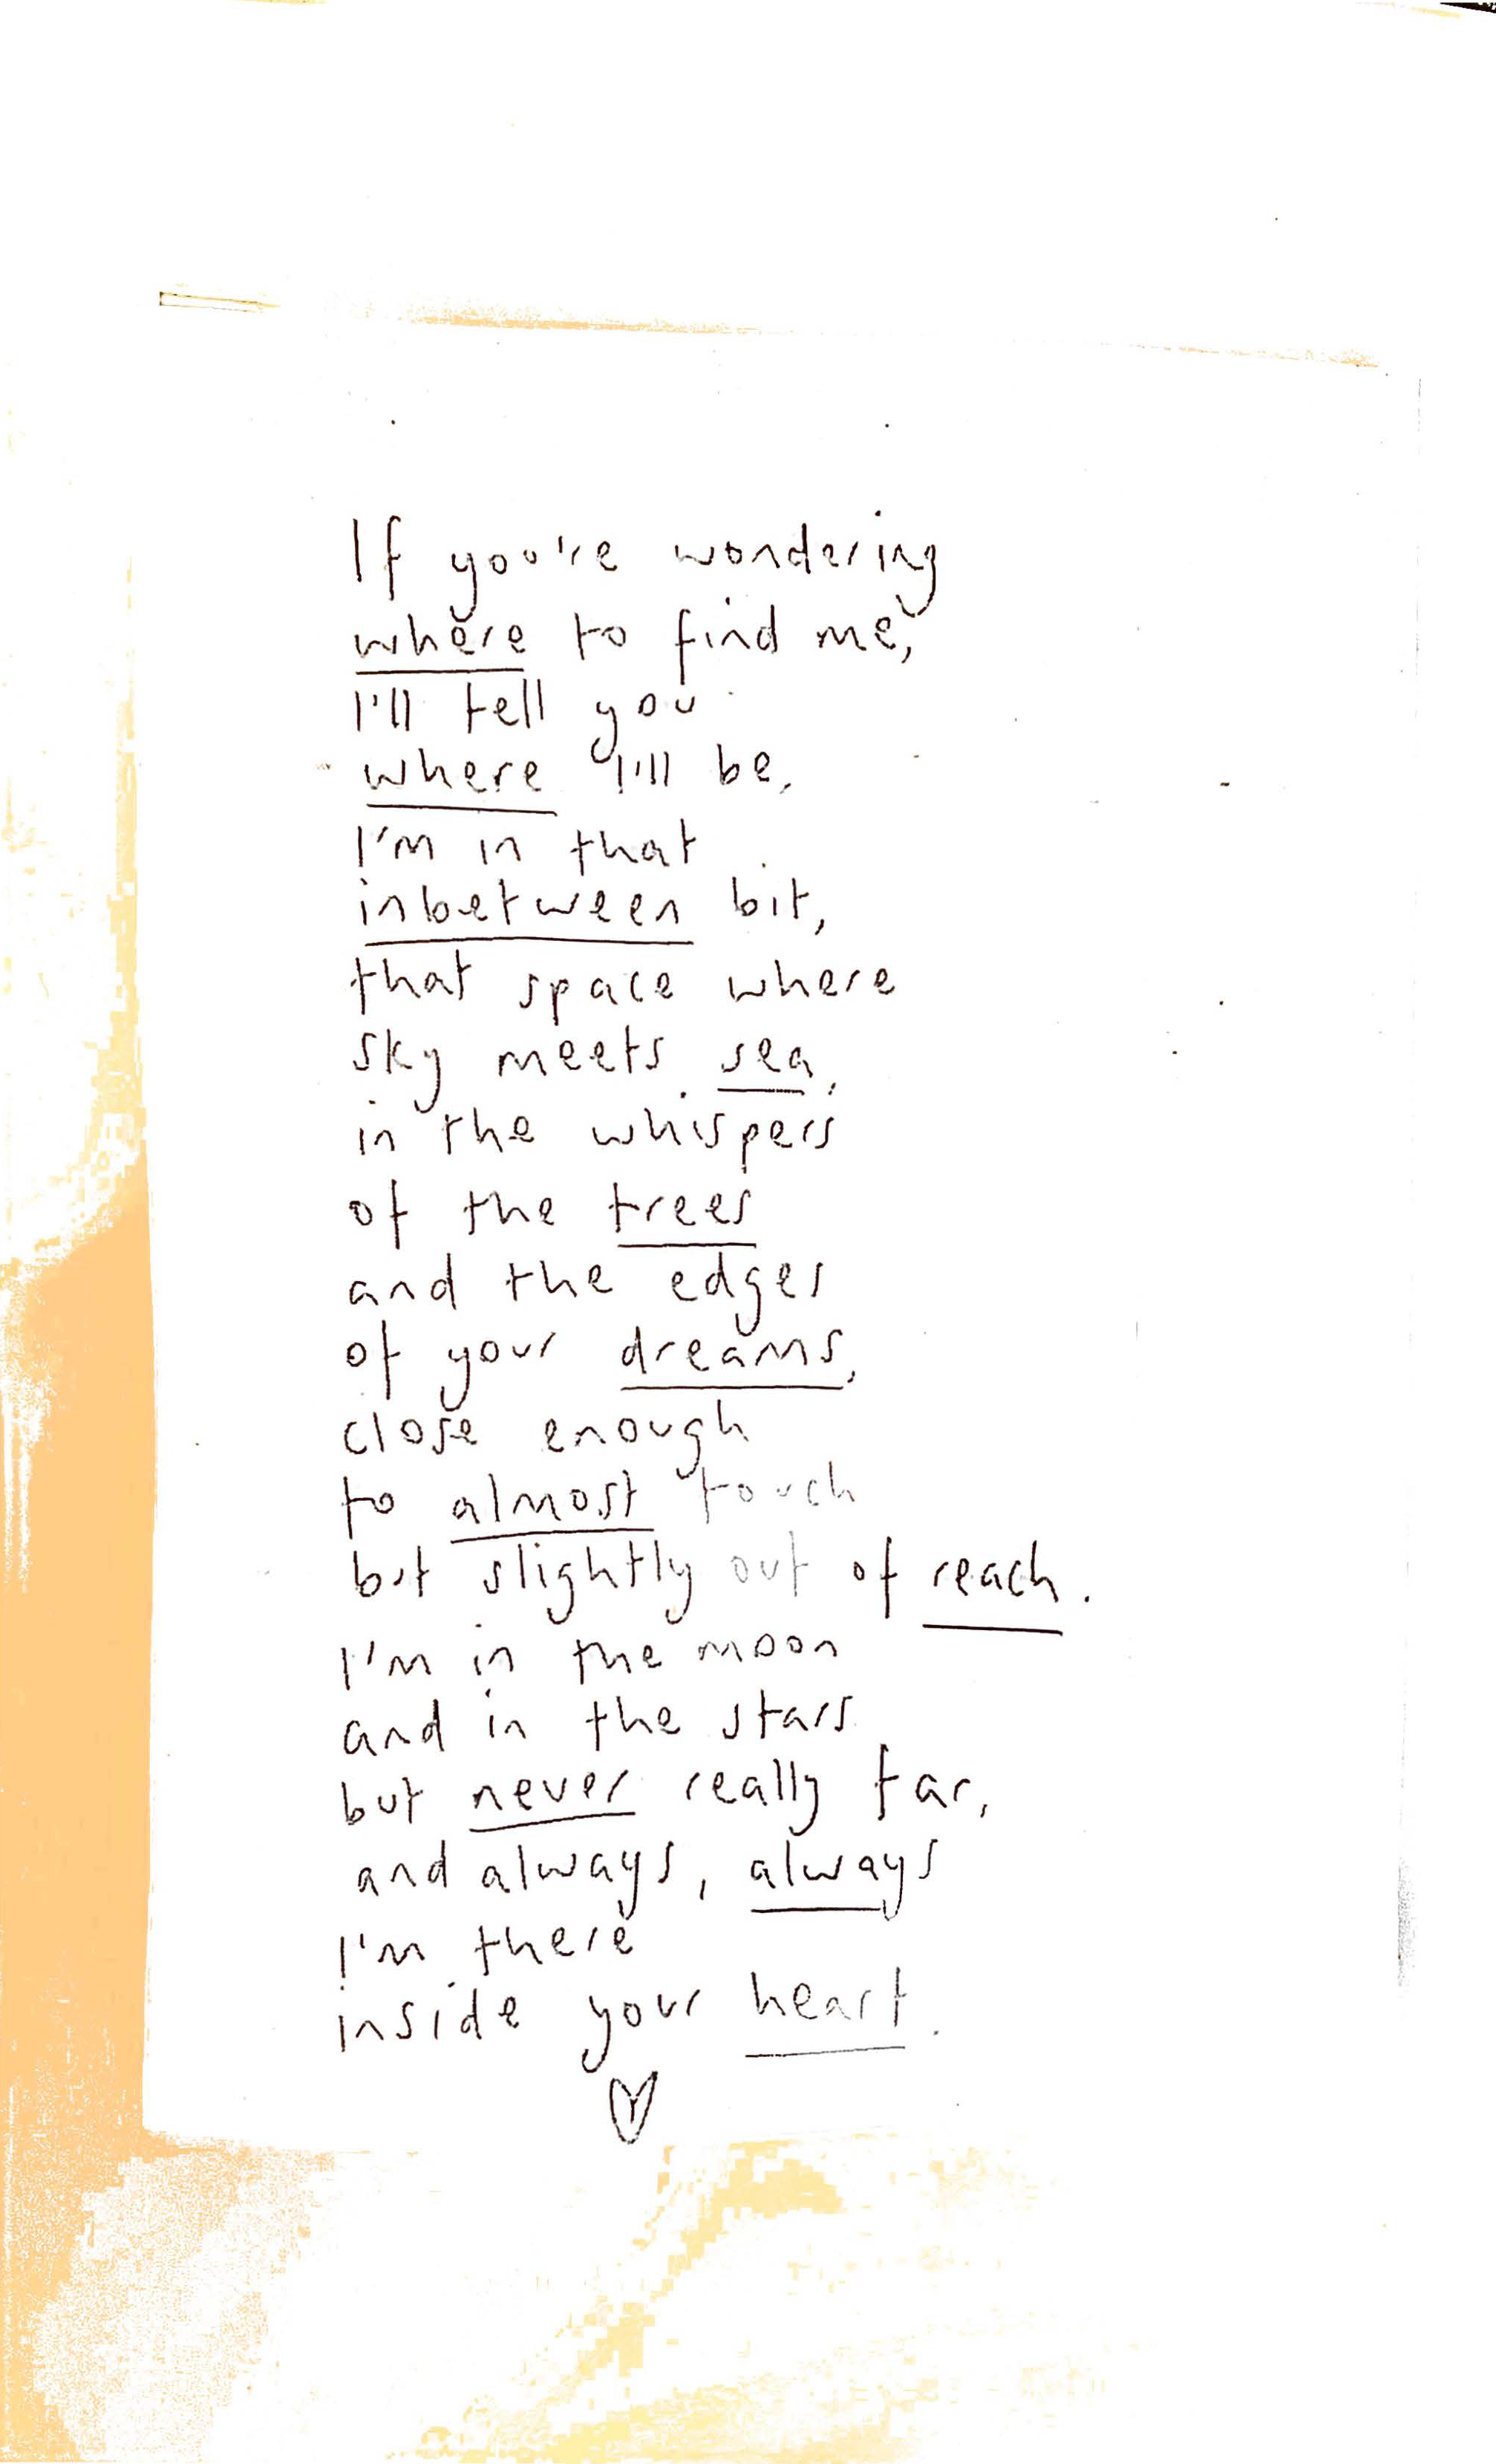 If you're wondering
where to find me,
I'll tell you
where I'll be,
I'm in that
inbetween bit,
that space where
sky meets sea,
in the whispers
of the trees
and the edges
of your dreams,
close enough
to almost touch
but slightly out of reach.
I'm in the moon
and in the stars
but never really far,
and always, always
I'm there
inside your heart.